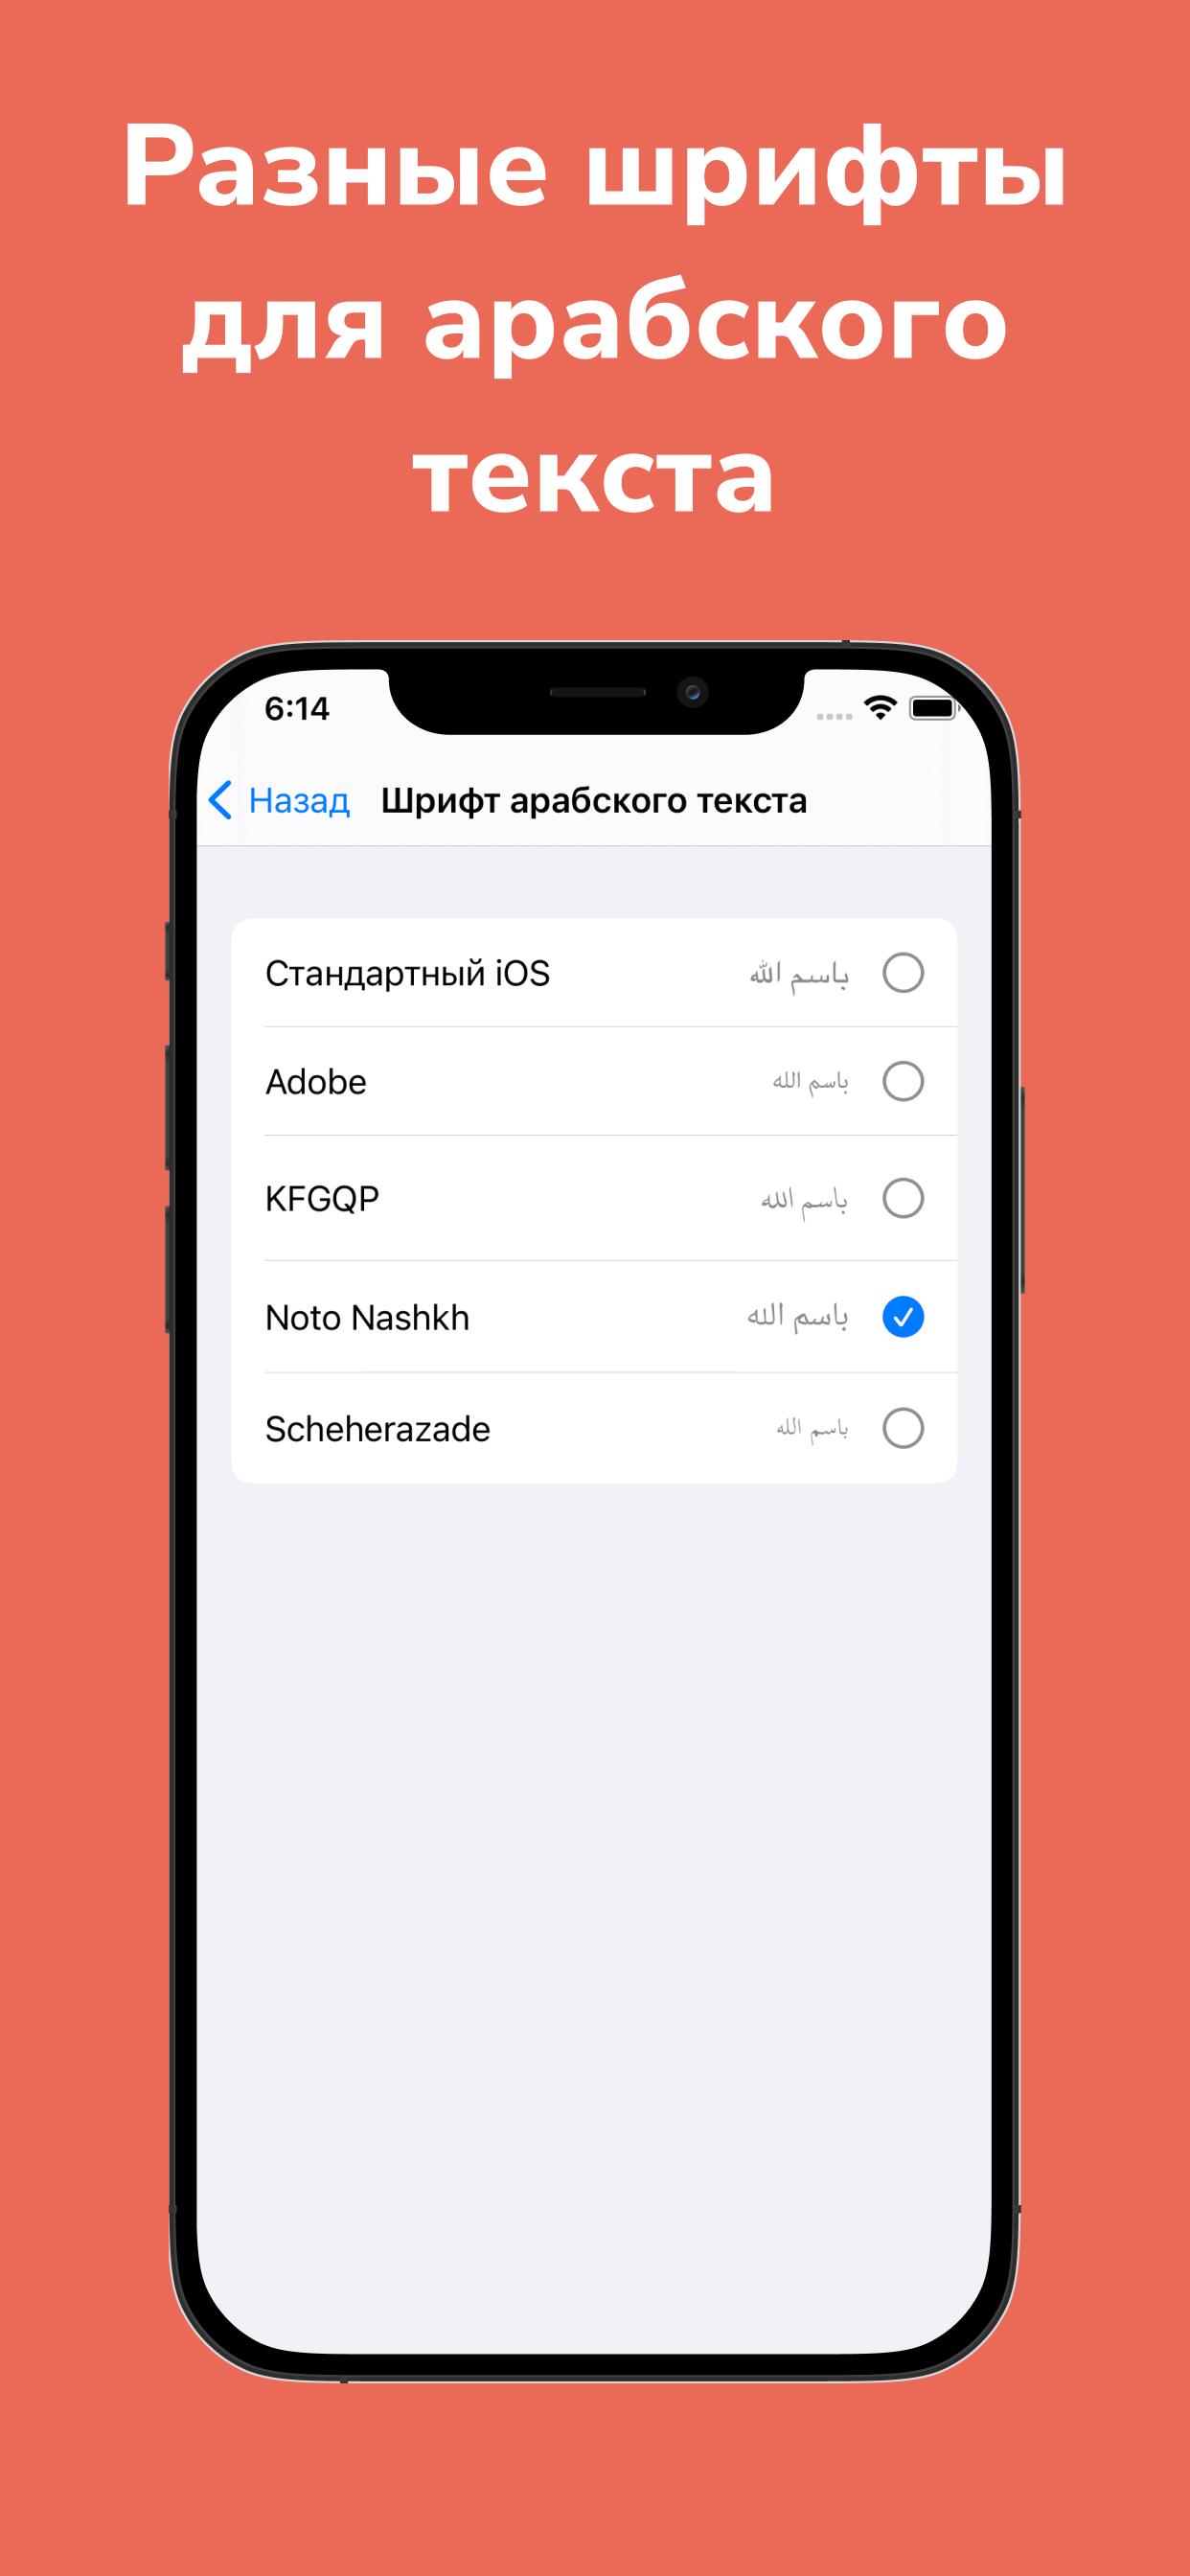 Разные шрифты
для арабского
текста
6:14
Назад Шрифт арабского текста
Стандартный iOS باسم الله
Adobe باسم الله
KFGQP باسم الله
Noto Nashkh باسم الله
Scheherazade باسم الله